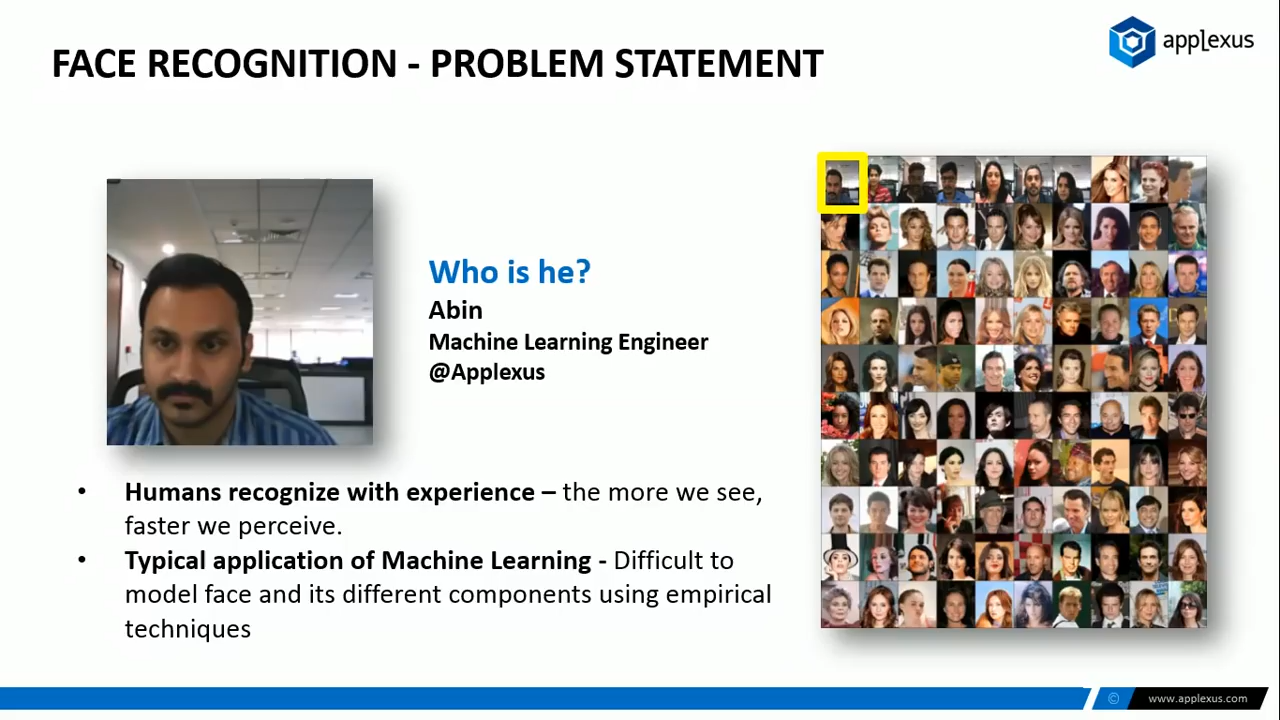 FACE RECOGNITION - PROBLEM STATEMENT
applexus
Who is he?
Abin
Machine Learning Engineer
@Applexus
• Humans recognize with experience – the more we see,
faster we perceive.
• Typical application of Machine Learning - Difficult to
model face and its different components using empirical
techniques
© www.applexus.com